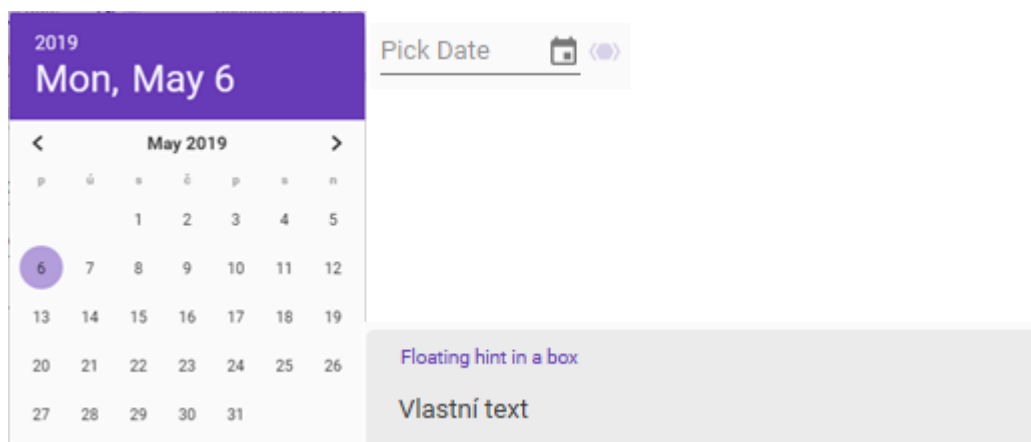 2019
Mon, May 6
May 2019
p ú s č p s n
1 2 3 4 5
6 7 8 9 10 11 12
13 14 15 16 17 18 19
20 21 22 23 24 25 26
27 28 29 30 31
Pick Date
Floating hint in a box
Vlastní text